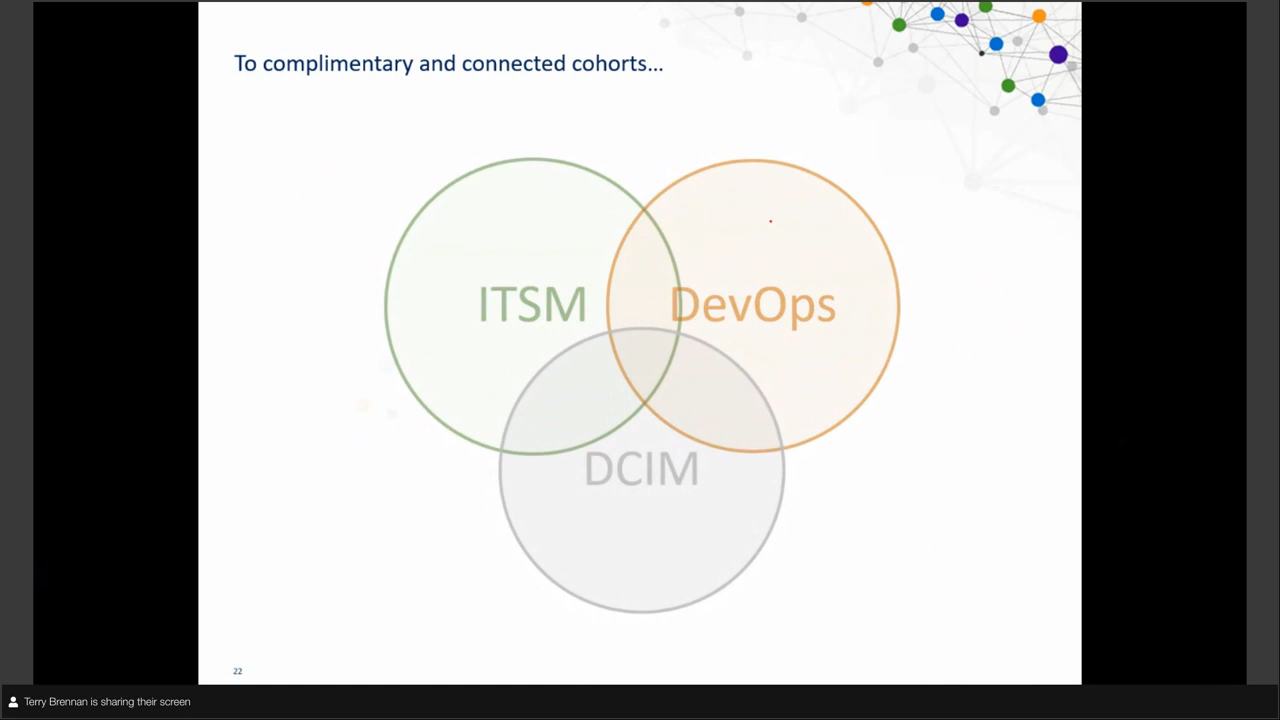 To complimentary and connected cohorts...
ITSM
DevOps
DCIM
22
Terry Brennan is sharing their screen